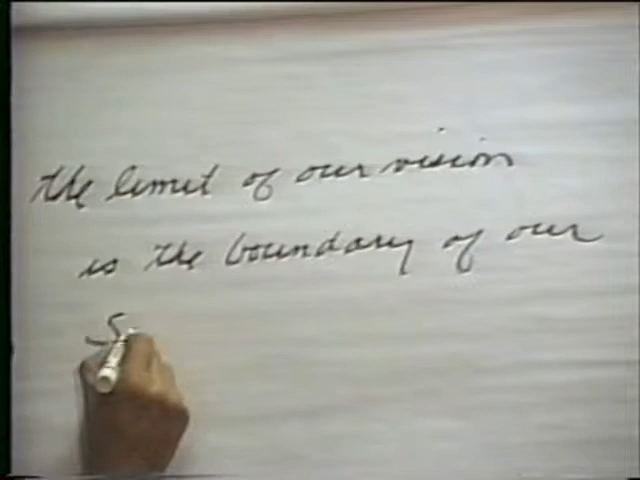 the limit of our vision
is the boundary of our
S